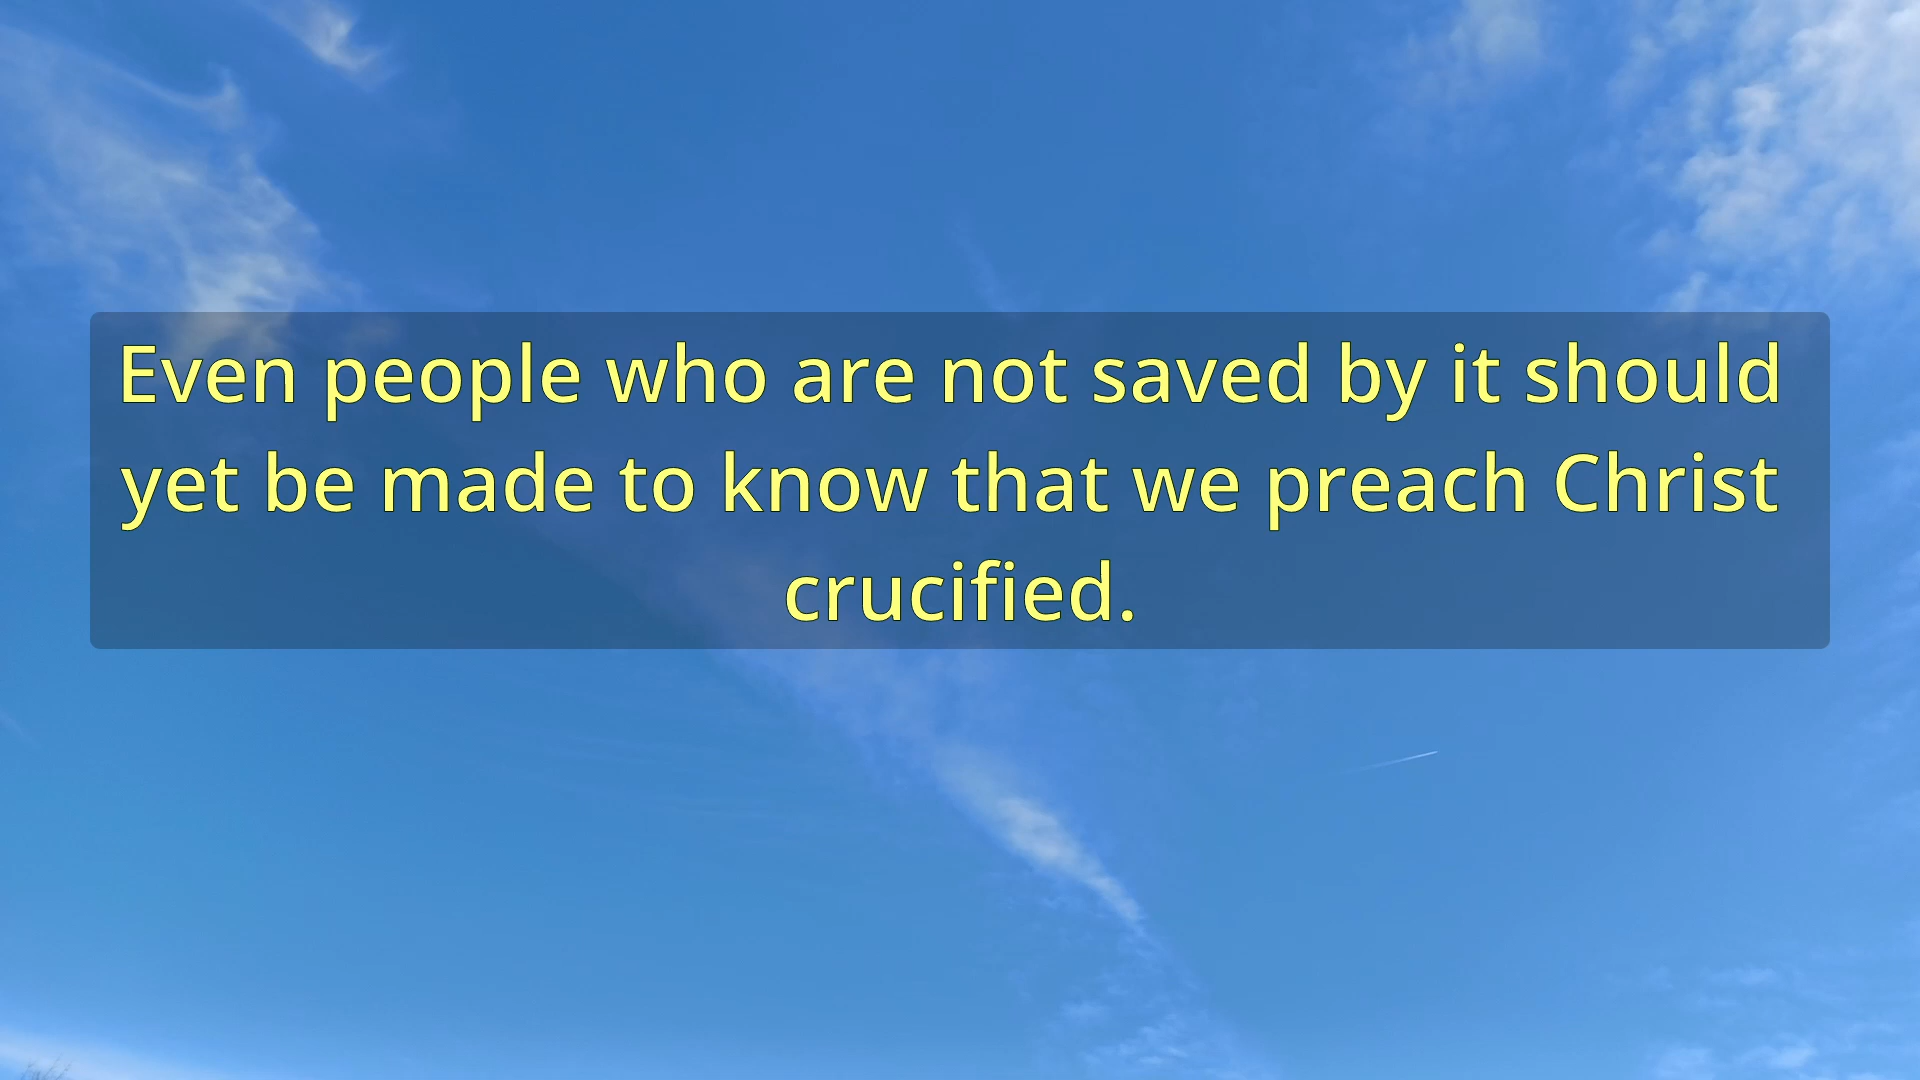 Even people who are not saved by it should
yet be made to know that we preach Christ
crucified.